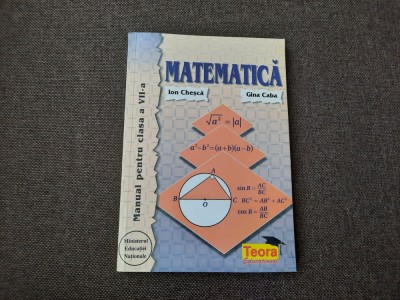 MATEMATICĂ
Ion Chescă
Gina Caba
Manual pentru clasa a VII-a
√a² = |a|
a²-b²=(a+b)(a-b)
A
B
O
C
sin B = AC/BC
BC² = AB² + AC²
cos B = AB/BC
Ministerul
Educației
Naționale
Teora